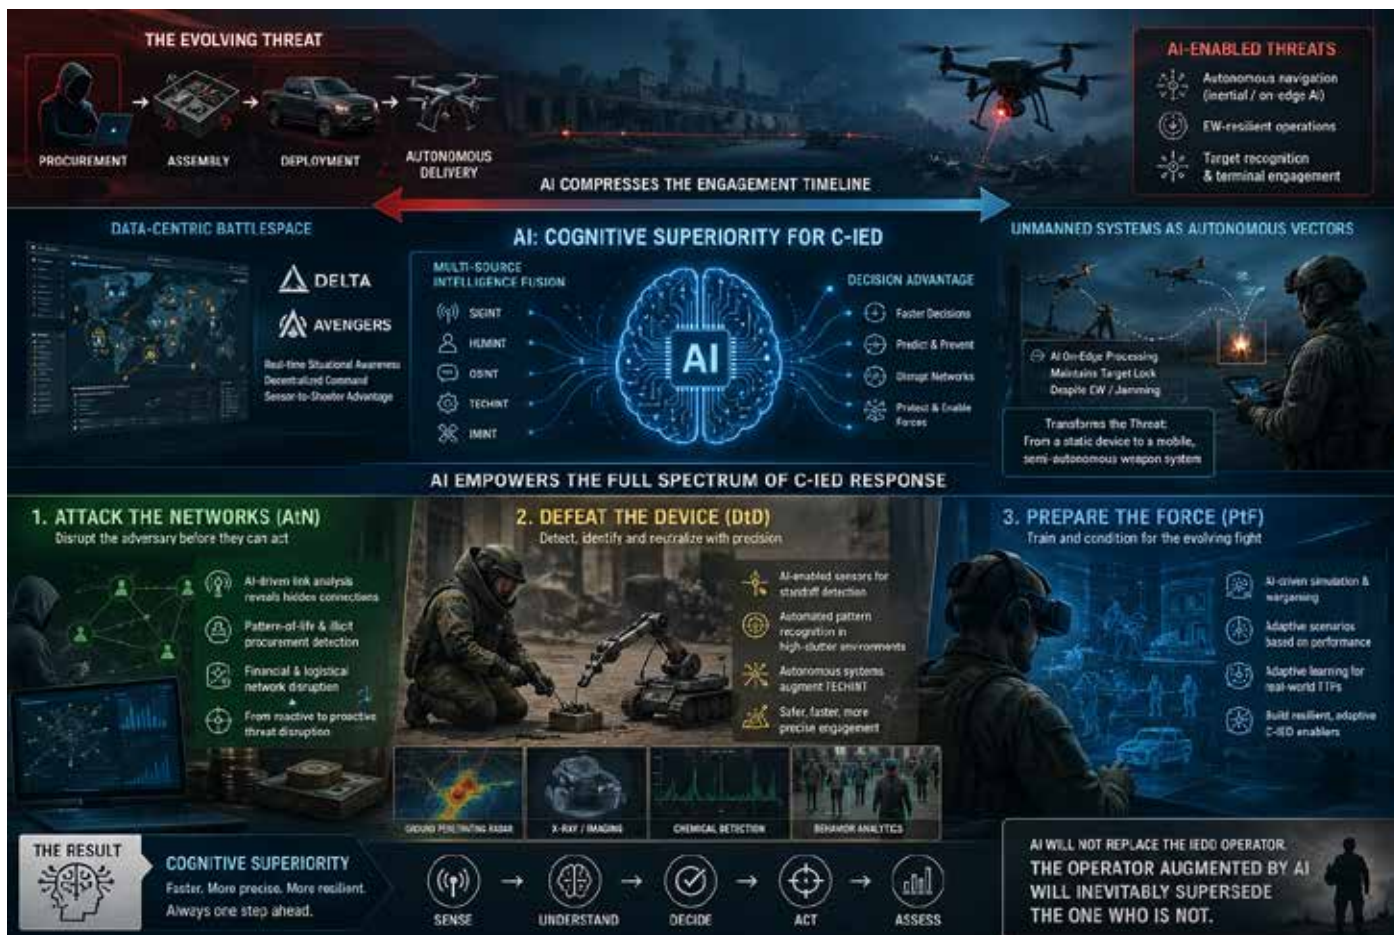 THE EVOLVING THREAT
PROCUREMENT
ASSEMBLY
DEPLOYMENT
AUTONOMOUS
DELIVERY
AI COMPRESSES THE ENGAGEMENT TIMELINE
AI-ENABLED THREATS
Autonomous navigation
(inertial / on-edge AI)
EW-resilient operations
Target recognition
& terminal engagement
DATA-CENTRIC BATTLESPACE
DELTA
AVENGERS
Real-time Situational Awareness
Decentralized Command
Sensor-to-Shooter Advantage
AI: COGNITIVE SUPERIORITY FOR C-IED
MULTI-SOURCE
INTELLIGENCE FUSION
SIGINT
HUMINT
OSINT
TECHINT
IMINT
AI
DECISION ADVANTAGE
Faster Decisions
Predict & Prevent
Disrupt Networks
Protect & Enable
Forces
UNMANNED SYSTEMS AS AUTONOMOUS VECTORS
AI On-Edge Processing
Maintains Target Lock
Despite EW / Jamming
Transforms the Threat:
From a static device to a mobile,
semi-autonomous weapon system
AI EMPOWERS THE FULL SPECTRUM OF C-IED RESPONSE
1. ATTACK THE NETWORKS (AtN)
Disrupt the adversary before they can act
AI-driven link analysis
reveals hidden connections
Pattern-of-life & illicit
procurement detection
Financial & logistical
network disruption
From reactive to proactive
threat disruption
2. DEFEAT THE DEVICE (DtD)
Detect, identify and neutralize with precision
AI-enabled sensors for
standoff detection
Automated pattern
recognition in
high-clutter environments
Autonomous systems
augment TECHINT
Safer, faster, more
precise engagement
GROUND PENETRATING RADAR
X-RAY / IMAGING
CHEMICAL DETECTION
BEHAVIOR ANALYTICS
3. PREPARE THE FORCE (PtF)
Train and condition for the evolving fight
AI-driven simulation &
wargaming
Adaptive scenarios
based on performance
Adaptive learning for
real-world TTPs
Build resilient, adaptive
C-IED enablers
THE RESULT
COGNITIVE SUPERIORITY
Faster. More precise. More resilient.
Always one step ahead.
SENSE
UNDERSTAND
DECIDE
ACT
ASSESS
AI WILL NOT REPLACE THE IEDD OPERATOR.
THE OPERATOR AUGMENTED BY AI
WILL INEVITABLY SUPERSEDE
THE ONE WHO IS NOT.